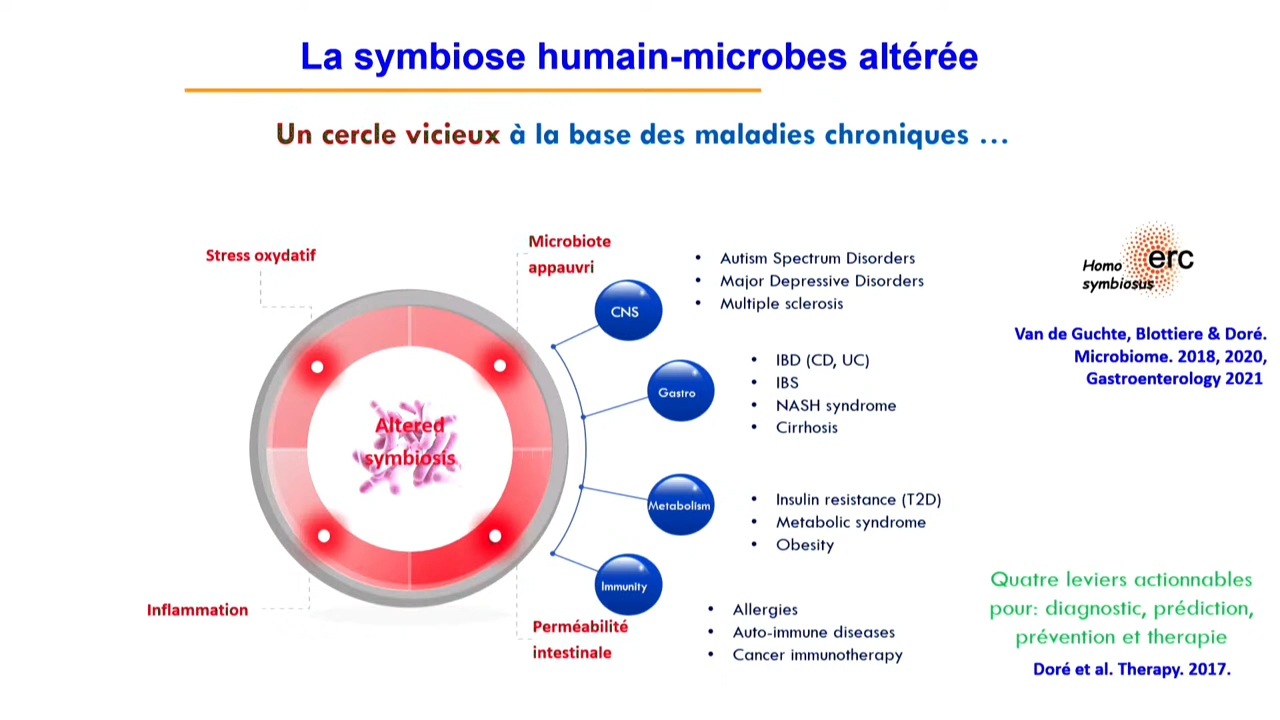 La symbiose humain-microbes altérée
Un cercle vicieux à la base des maladies chroniques ...
Stress oxydatif
Microbiote
appauvri
Altered
symbiosis
Inflammation
Perméabilité
intestinale
CNS
• Autism Spectrum Disorders
• Major Depressive Disorders
• Multiple sclerosis
Gastro
• IBD (CD, UC)
• IBS
• NASH syndrome
• Cirrhosis
Metabolism
• Insulin resistance (T2D)
• Metabolic syndrome
• Obesity
Immunity
• Allergies
• Auto-immune diseases
• Cancer immunotherapy
erc
Homo
symbiosus
Van de Guchte, Blottiere & Doré.
Microbiome. 2018, 2020,
Gastroenterology 2021
Quatre leviers actionnables
pour: diagnostic, prédiction,
prévention et therapie
Doré et al. Therapy. 2017.